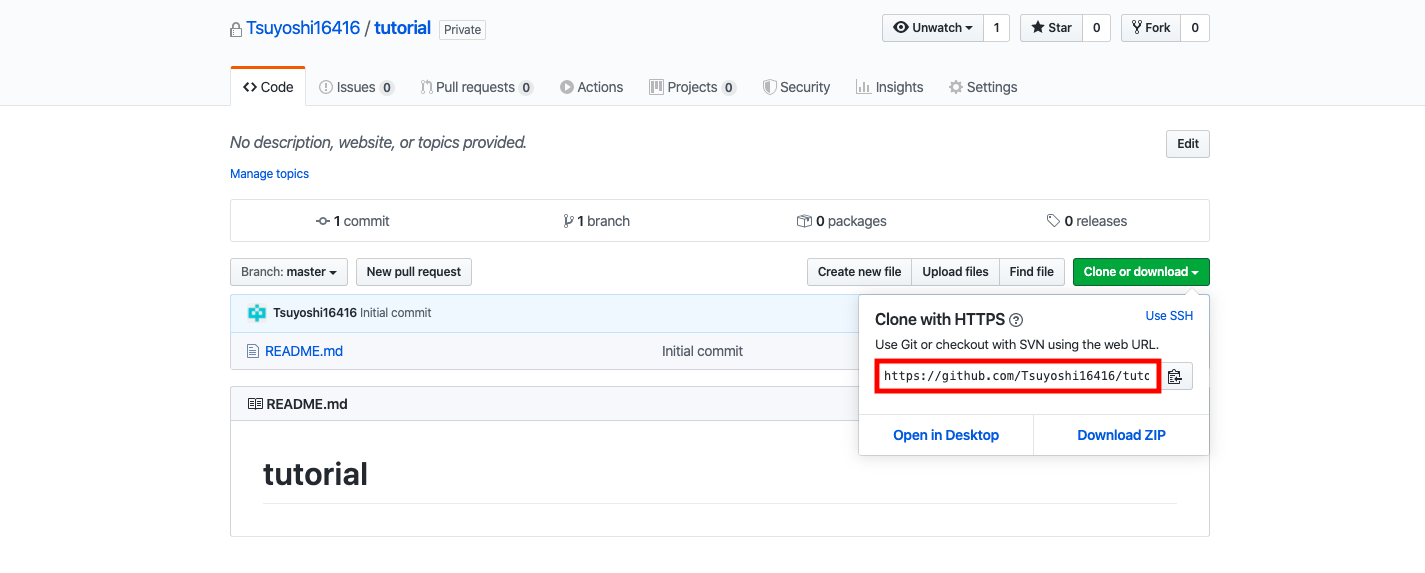 Tsuyoshi16416 / tutorial Private
Unwatch 1 Star 0 Fork 0
Code Issues 0 Pull requests 0 Actions Projects 0 Security Insights Settings
No description, website, or topics provided.
Edit
Manage topics
1 commit 1 branch 0 packages 0 releases
Branch: master New pull request Create new file Upload files Find file Clone or download
Tsuyoshi16416 Initial commit
README.md Initial commit
Clone with HTTPS Use SSH
Use Git or checkout with SVN using the web URL.
https://github.com/Tsuyoshi16416/tuto
Open in Desktop Download ZIP
README.md
tutorial